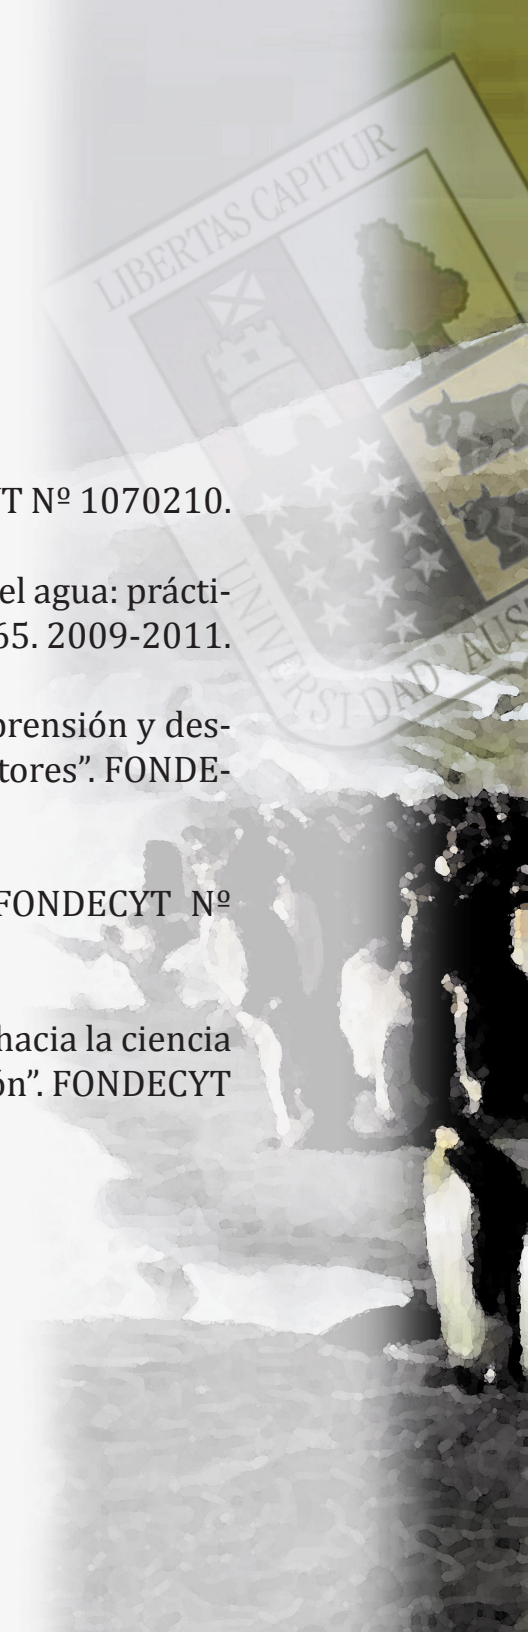 LIBERTAS CAPITUR
T Nº 1070210.
el agua: prácti-
65. 2009-2011.
prensión y des-
tores”. FONDE-
FONDECYT Nº
hacia la ciencia
ón”. FONDECYT
UNIVERSIDAD AUS